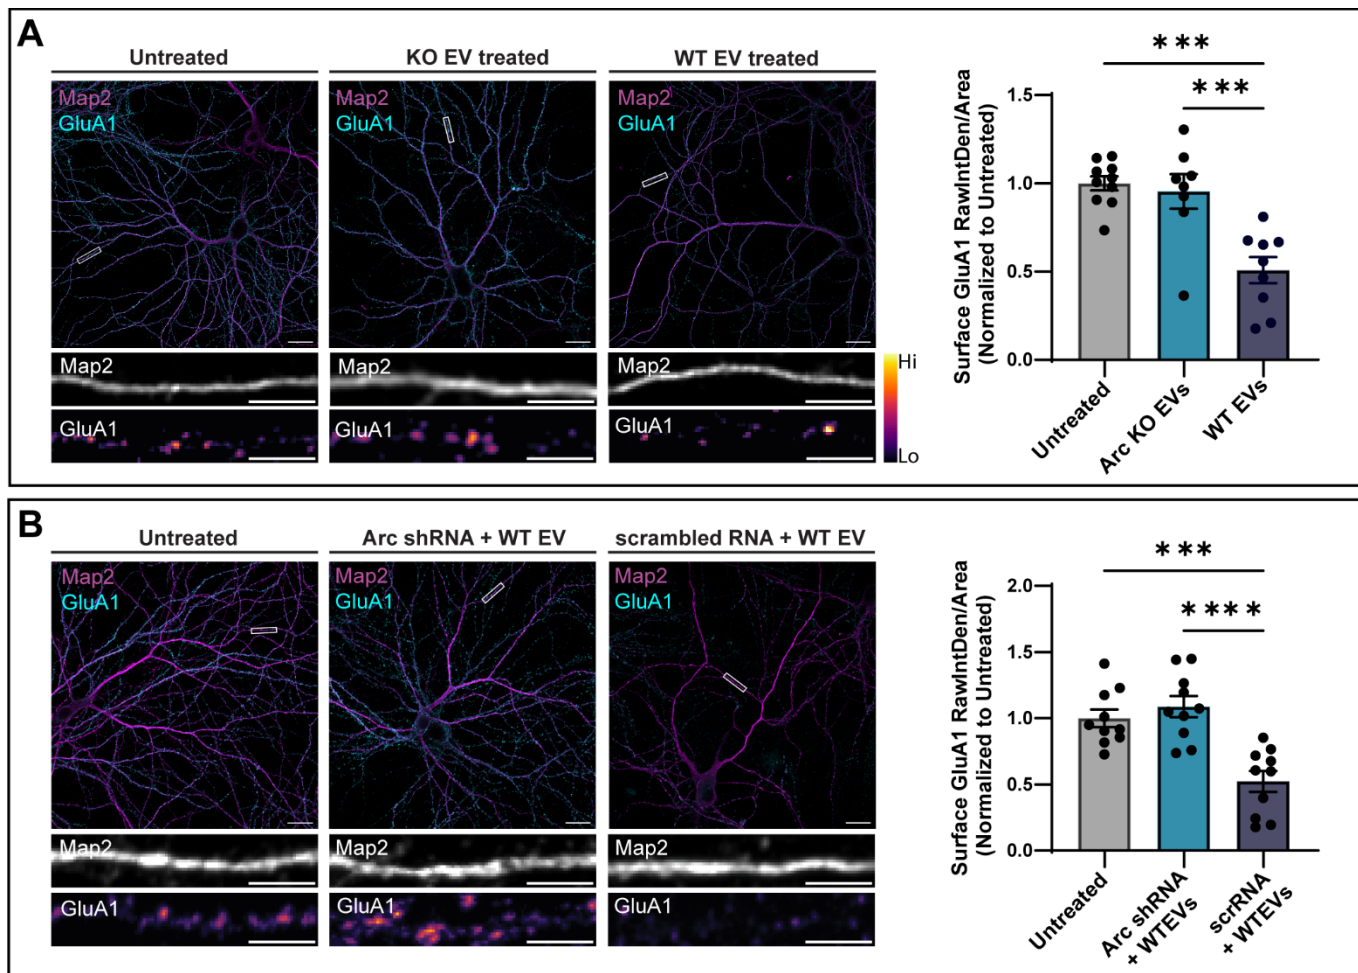 A
Untreated
KO EV treated
WT EV treated
Map2
GluA1
Map2
GluA1
Map2
GluA1
Map2
Map2
Map2
GluA1
GluA1
GluA1
Hi
Lo
Surface GluA1 RawIntDen/Area
(Normalized to Untreated)
1.5
1.0
0.5
0.0
***
***
Untreated
Arc KO EVs
WT EVs
B
Untreated
Arc shRNA + WT EV
scrambled RNA + WT EV
Map2
GluA1
Map2
GluA1
Map2
GluA1
Map2
Map2
Map2
GluA1
GluA1
GluA1
Surface GluA1 RawIntDen/Area
(Normalized to Untreated)
2.0
1.5
1.0
0.5
0.0
***
****
Untreated
Arc shRNA
+ WTEVs
scrRNA
+ WTEVs